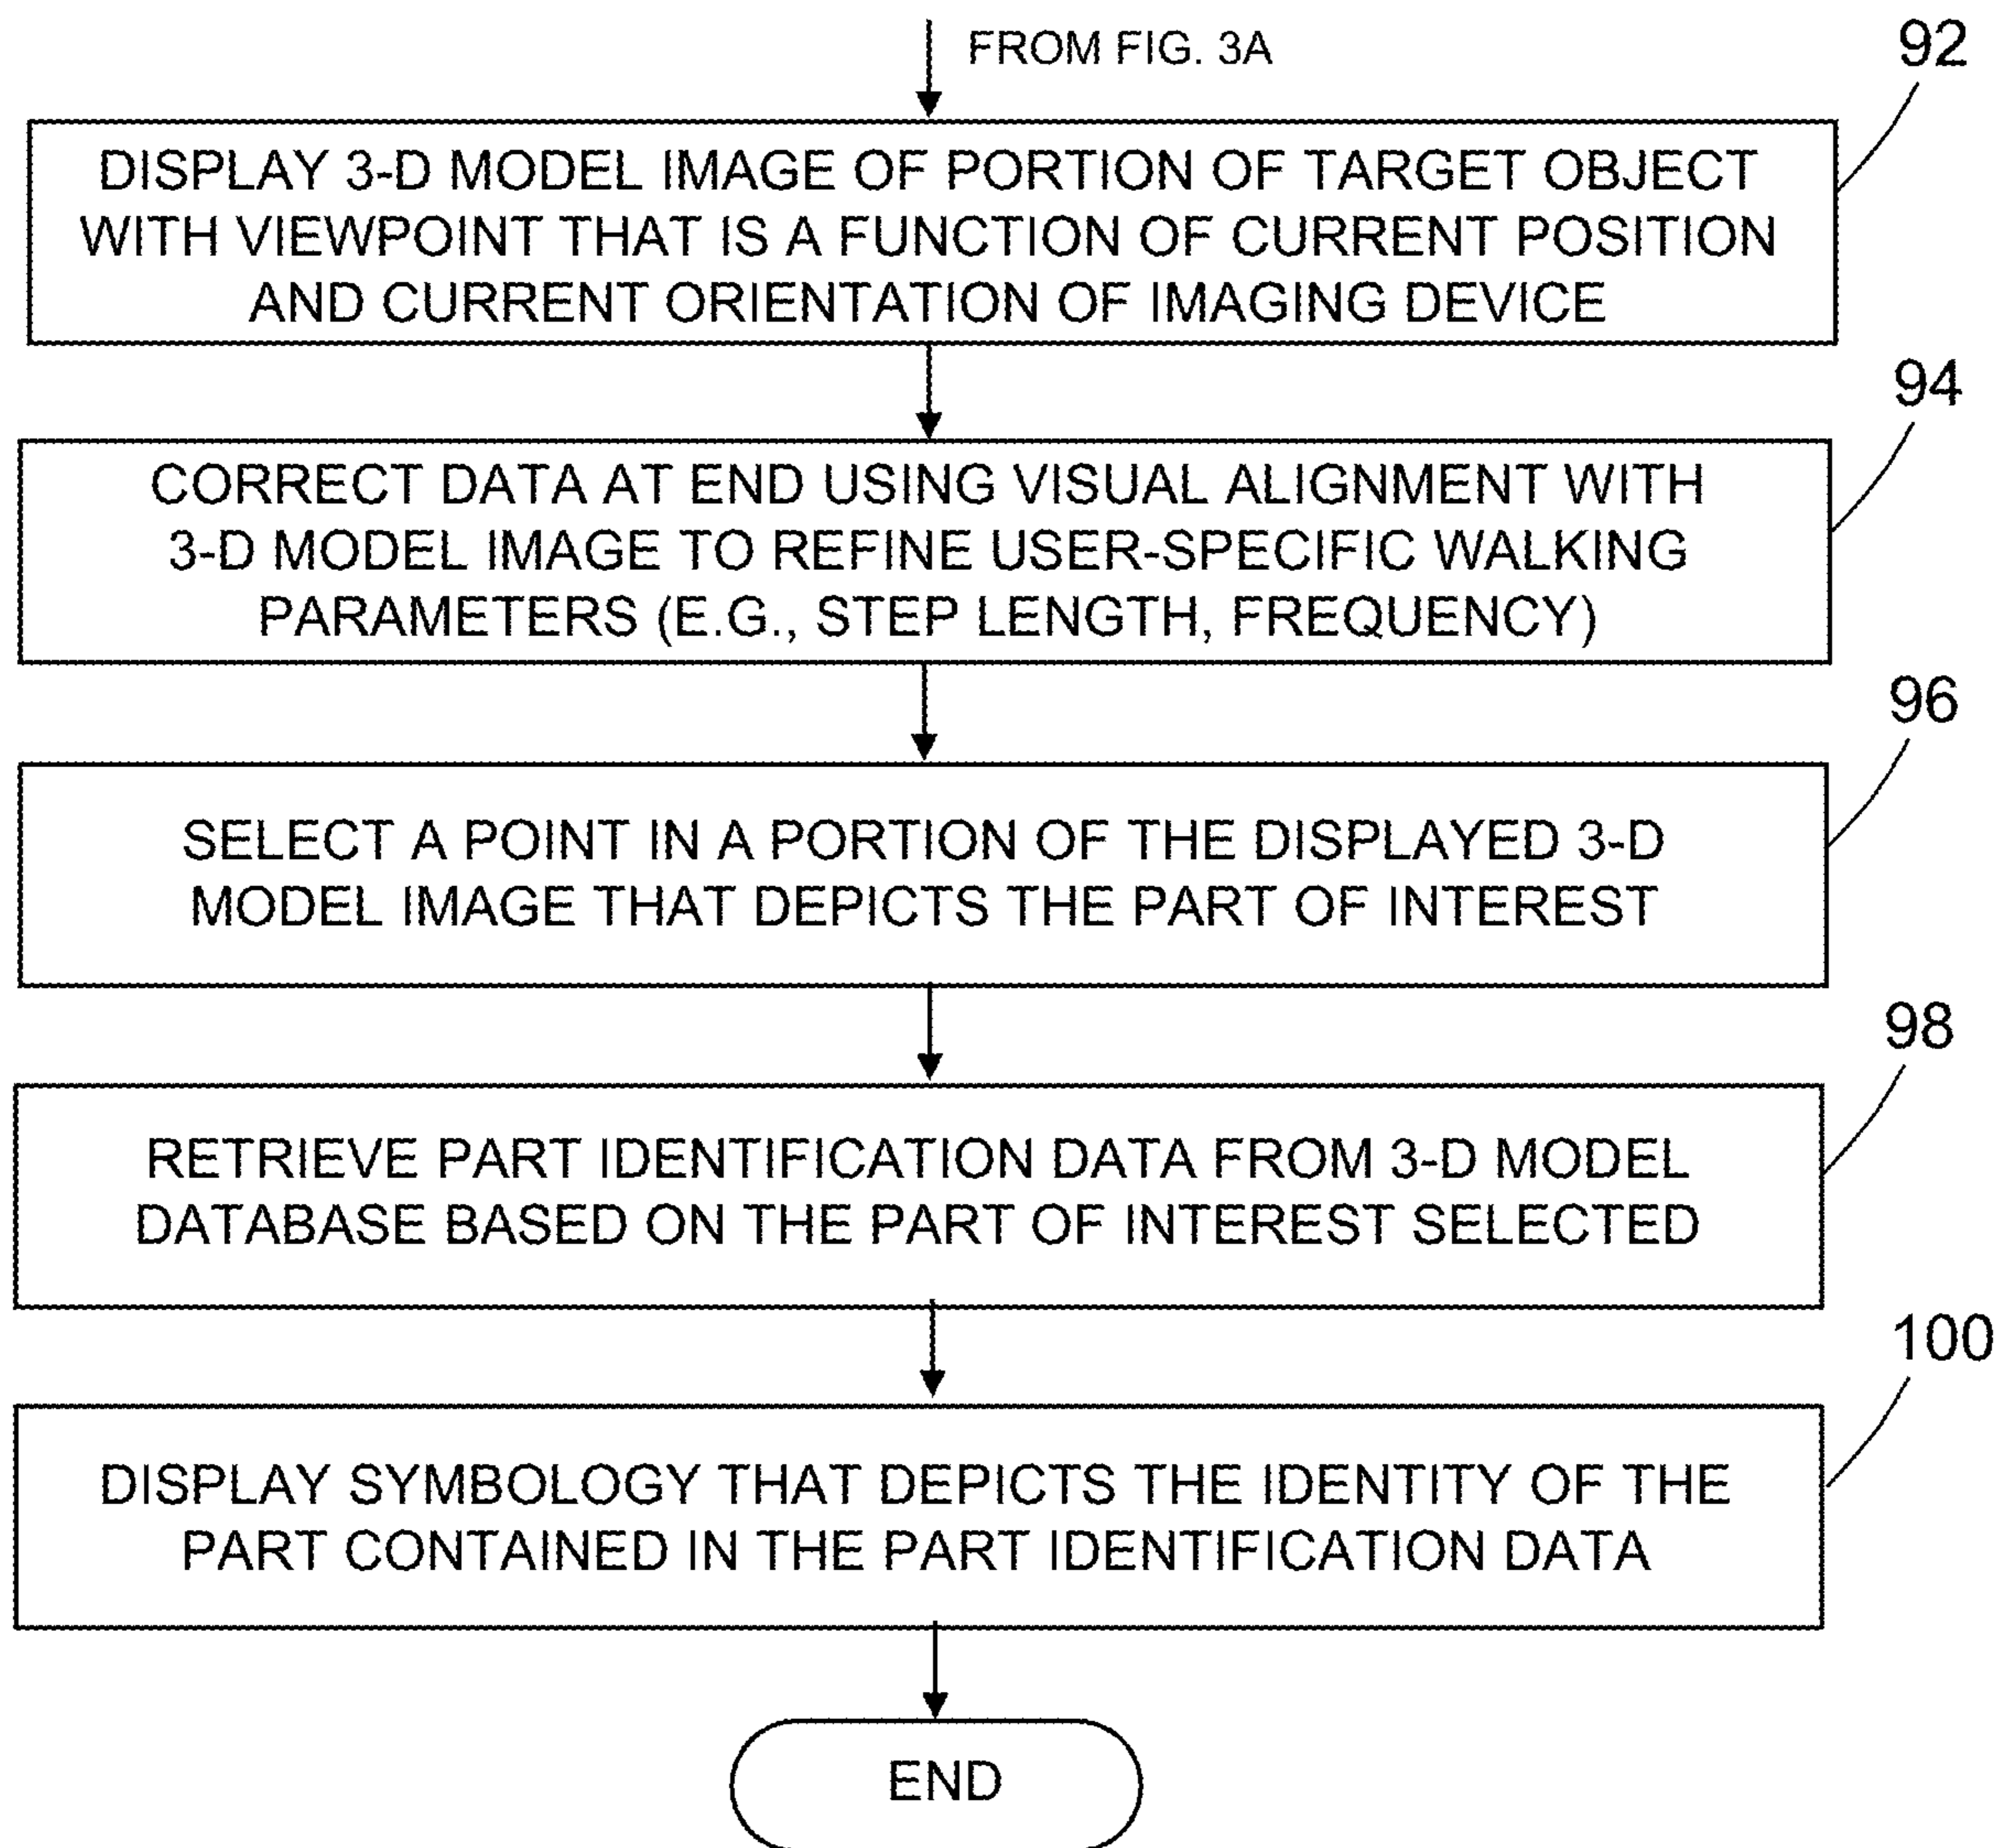 FROM FIG. 3A
92
DISPLAY 3-D MODEL IMAGE OF PORTION OF TARGET OBJECT
WITH VIEWPOINT THAT IS A FUNCTION OF CURRENT POSITION
AND CURRENT ORIENTATION OF IMAGING DEVICE
94
CORRECT DATA AT END USING VISUAL ALIGNMENT WITH
3-D MODEL IMAGE TO REFINE USER-SPECIFIC WALKING
PARAMETERS (E.G., STEP LENGTH, FREQUENCY)
96
SELECT A POINT IN A PORTION OF THE DISPLAYED 3-D
MODEL IMAGE THAT DEPICTS THE PART OF INTEREST
98
RETRIEVE PART IDENTIFICATION DATA FROM 3-D MODEL
DATABASE BASED ON THE PART OF INTEREST SELECTED
100
DISPLAY SYMBOLOGY THAT DEPICTS THE IDENTITY OF THE
PART CONTAINED IN THE PART IDENTIFICATION DATA
END